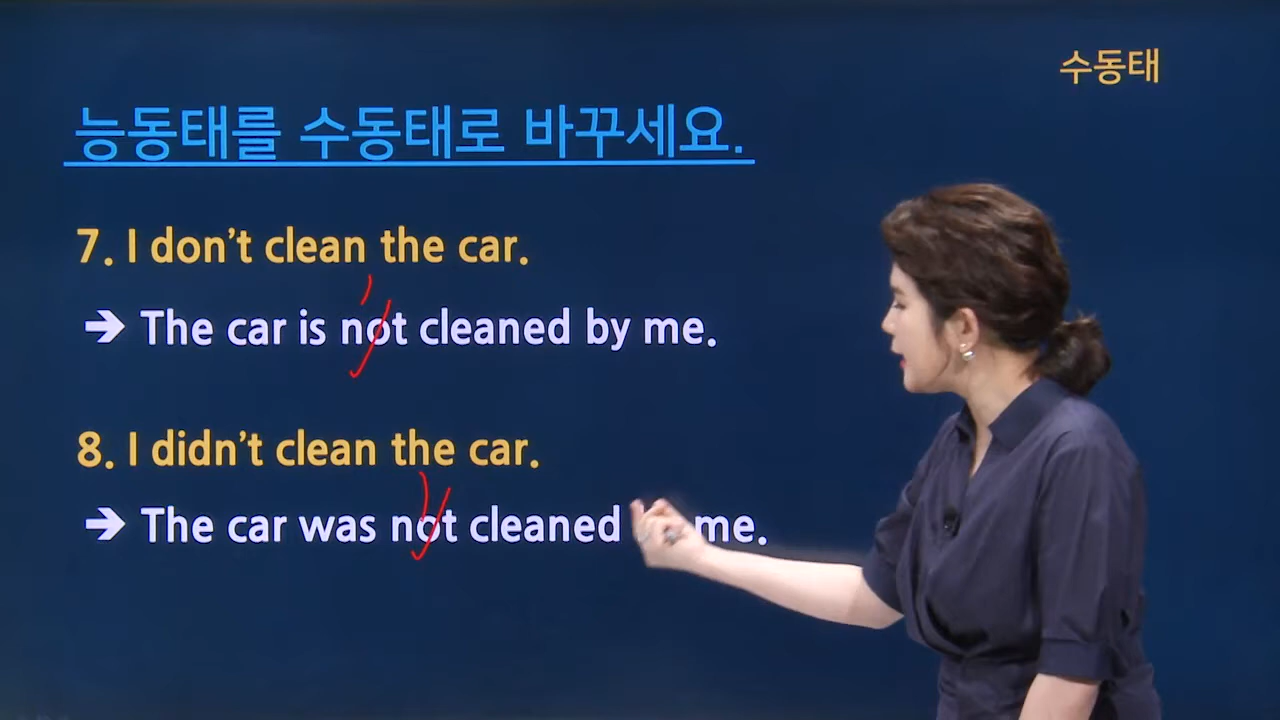 수동태
능동태를 수동태로 바꾸세요.
7. I don't clean the car.
➔ The car is not cleaned by me.
8. I didn't clean the car.
➔ The car was not cleaned me.